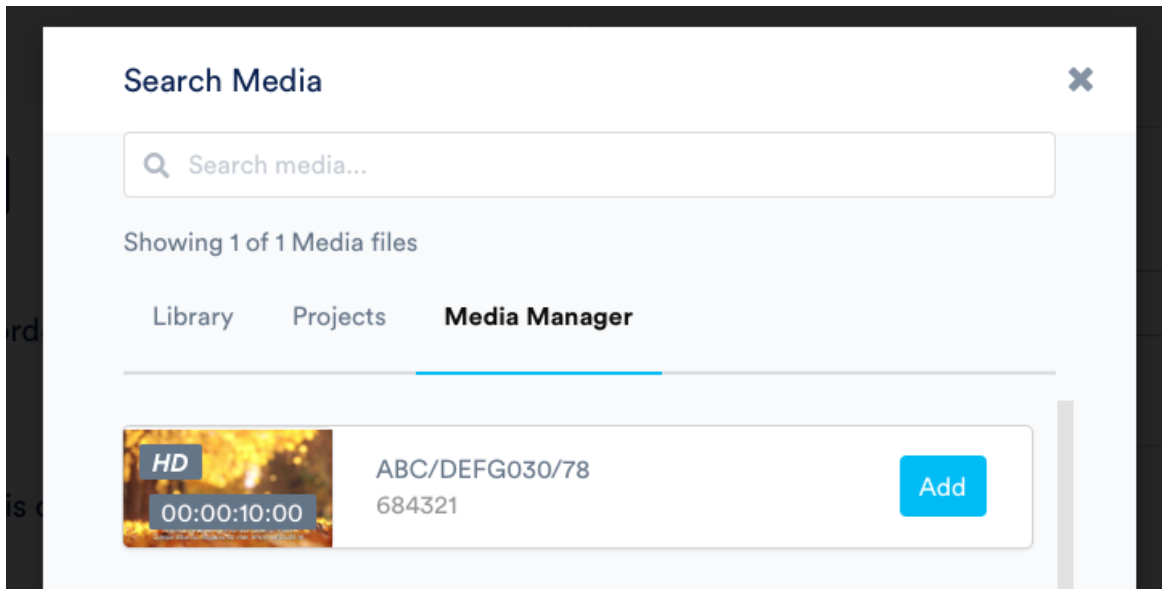 Search Media
Search media...
Showing 1 of 1 Media files
Library Projects Media Manager
HD
ABC/DEFG030/78
684321
00:00:10:00
Add